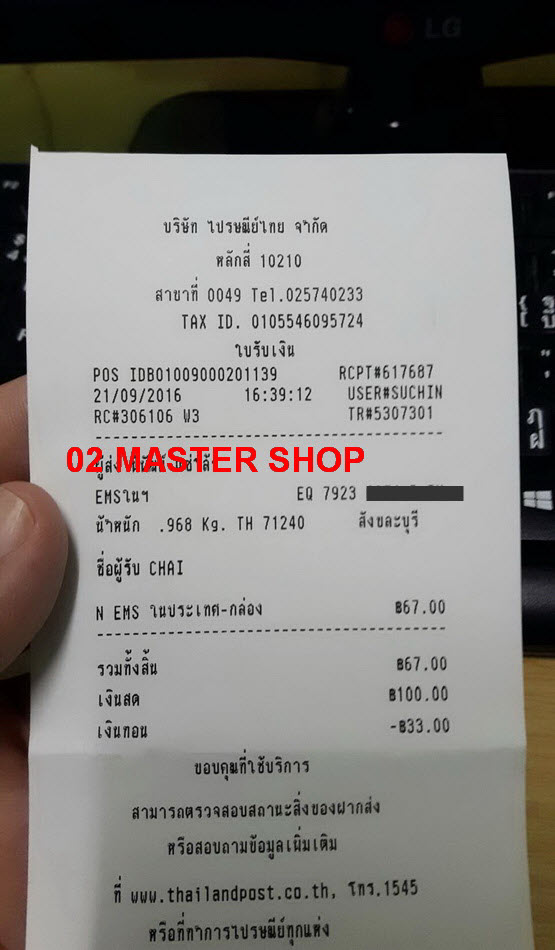 LG
บริษัท ไปรษณีย์ไทย จำกัด
หลักสี่ 10210
สาขาที่ 0049 Tel.025740233
TAX ID. 0105546095724
ใบรับเงิน
POS IDB01009000201139 RCPT#617687
21/09/2016 16:39:12 USER#SUCHIN
RC#306106 W3 TR#5307301
02 MASTER SHOP
EMSในฯ EQ 7923
น้ำหนัก .968 Kg. TH 71240 สังขละบุรี
ชื่อผู้รับ CHAI
N EMS ในประเทศ-กล่อง ฿67.00
รวมทั้งสิ้น ฿67.00
เงินสด ฿100.00
เงินทอน -฿33.00
ขอบคุณที่ใช้บริการ
สามารถตรวจสอบสถานะสิ่งของฝากส่ง
หรือสอบถามข้อมูลเพิ่มเติม
ที่ www.thailandpost.co.th, โทร.1545
หรือที่ทำการไปรษณีย์ทุกแห่ง